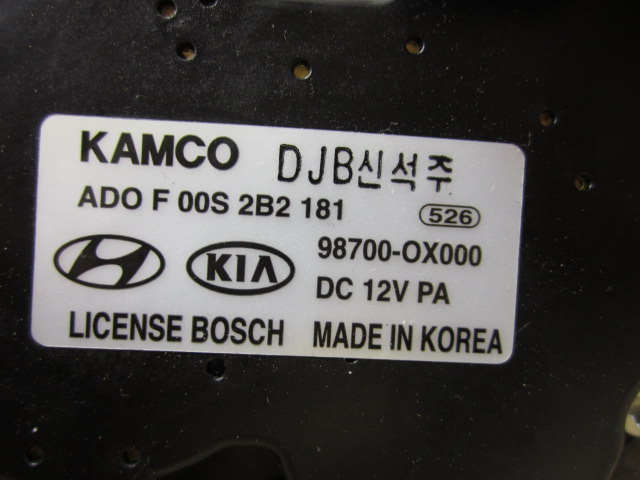 KAMCO DJB신석주
ADO F 00S 2B2 181 526
KIA 98700-OX000
DC 12V PA
LICENSE BOSCH MADE IN KOREA